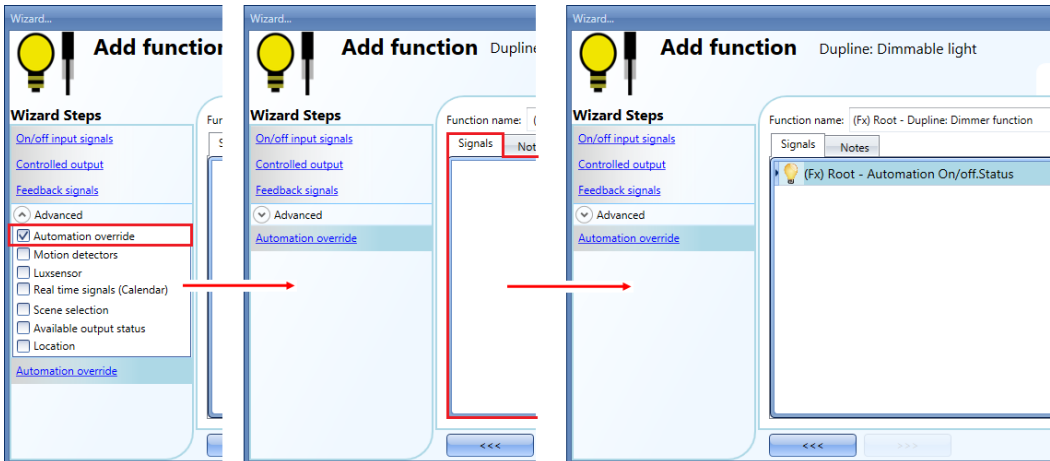 Wizard...
Add function
Wizard Steps
On/off input signals
Controlled output
Feedback signals
Advanced
Automation override
Motion detectors
Luxsensor
Real time signals (Calendar)
Scene selection
Available output status
Location
Automation override
Fur
S
Wizard...
Add function Dupline
Wizard Steps
On/off input signals
Controlled output
Feedback signals
Advanced
Automation override
Function name: (
Signals Not
<<<
Wizard...
Add function Dupline: Dimmable light
Wizard Steps
On/off input signals
Controlled output
Feedback signals
Advanced
Automation override
Function name: (Fx) Root - Dupline: Dimmer function
Signals Notes
(Fx) Root - Automation On/off.Status
<<< >>>